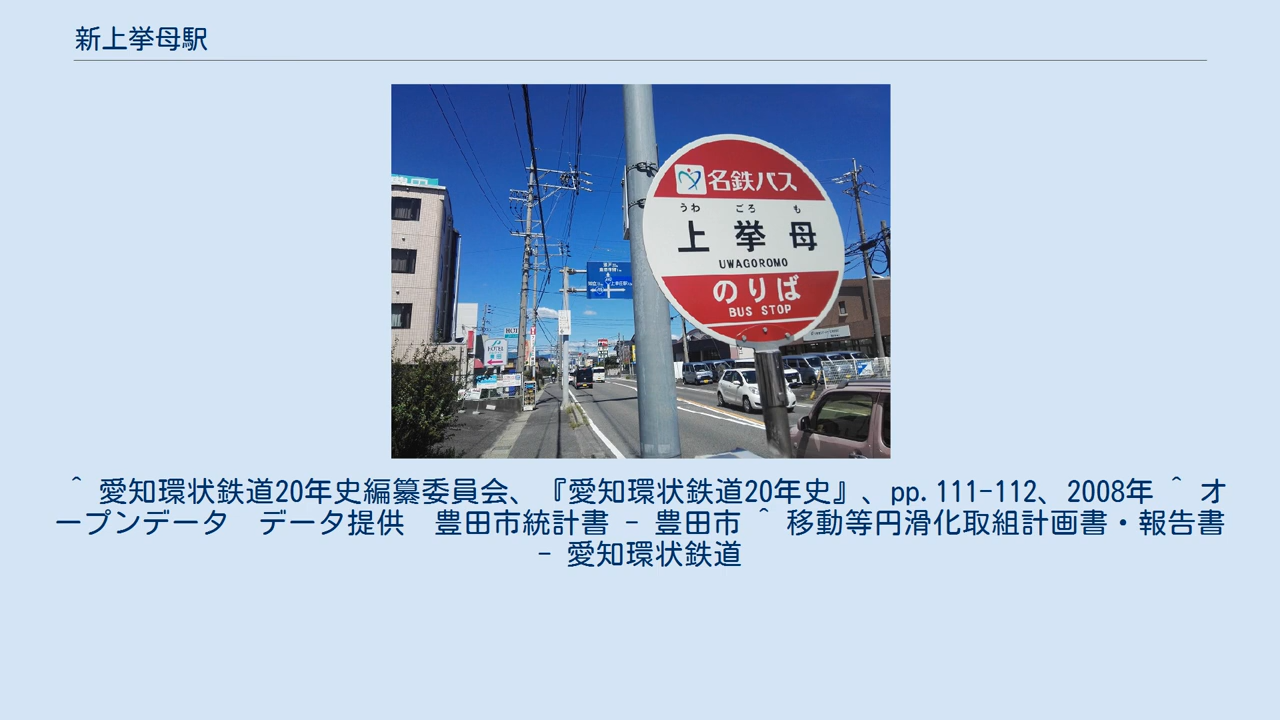 新上挙母駅
名鉄バス
うわ ごろ も
上挙母
UWAGOROMO
のりば
BUS STOP
^ 愛知環状鉄道20年史編纂委員会、『愛知環状鉄道20年史』、pp.111-112、2008年 ^ オ
ープンデータ　データ提供　豊田市統計書 - 豊田市 ^ 移動等円滑化取組計画書・報告書
- 愛知環状鉄道